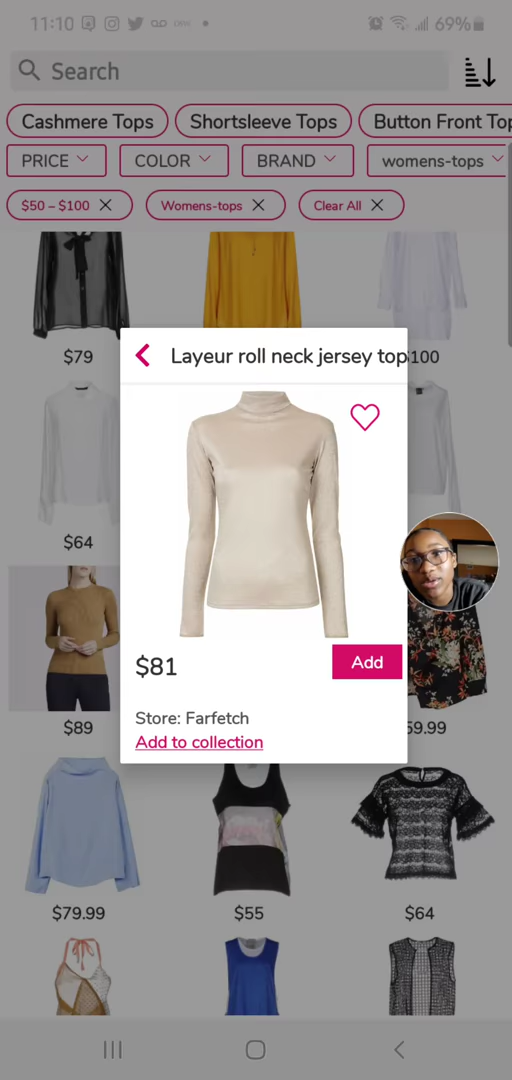 11:10
69%
Search
Cashmere Tops
Shortsleeve Tops
Button Front Top
PRICE
COLOR
BRAND
womens-tops
$50 – $100
Womens-tops
Clear All
$79
$100
Layeur roll neck jersey top
$64
$81
Add
Store: Farfetch
Add to collection
$89
59.99
$79.99
$55
$64